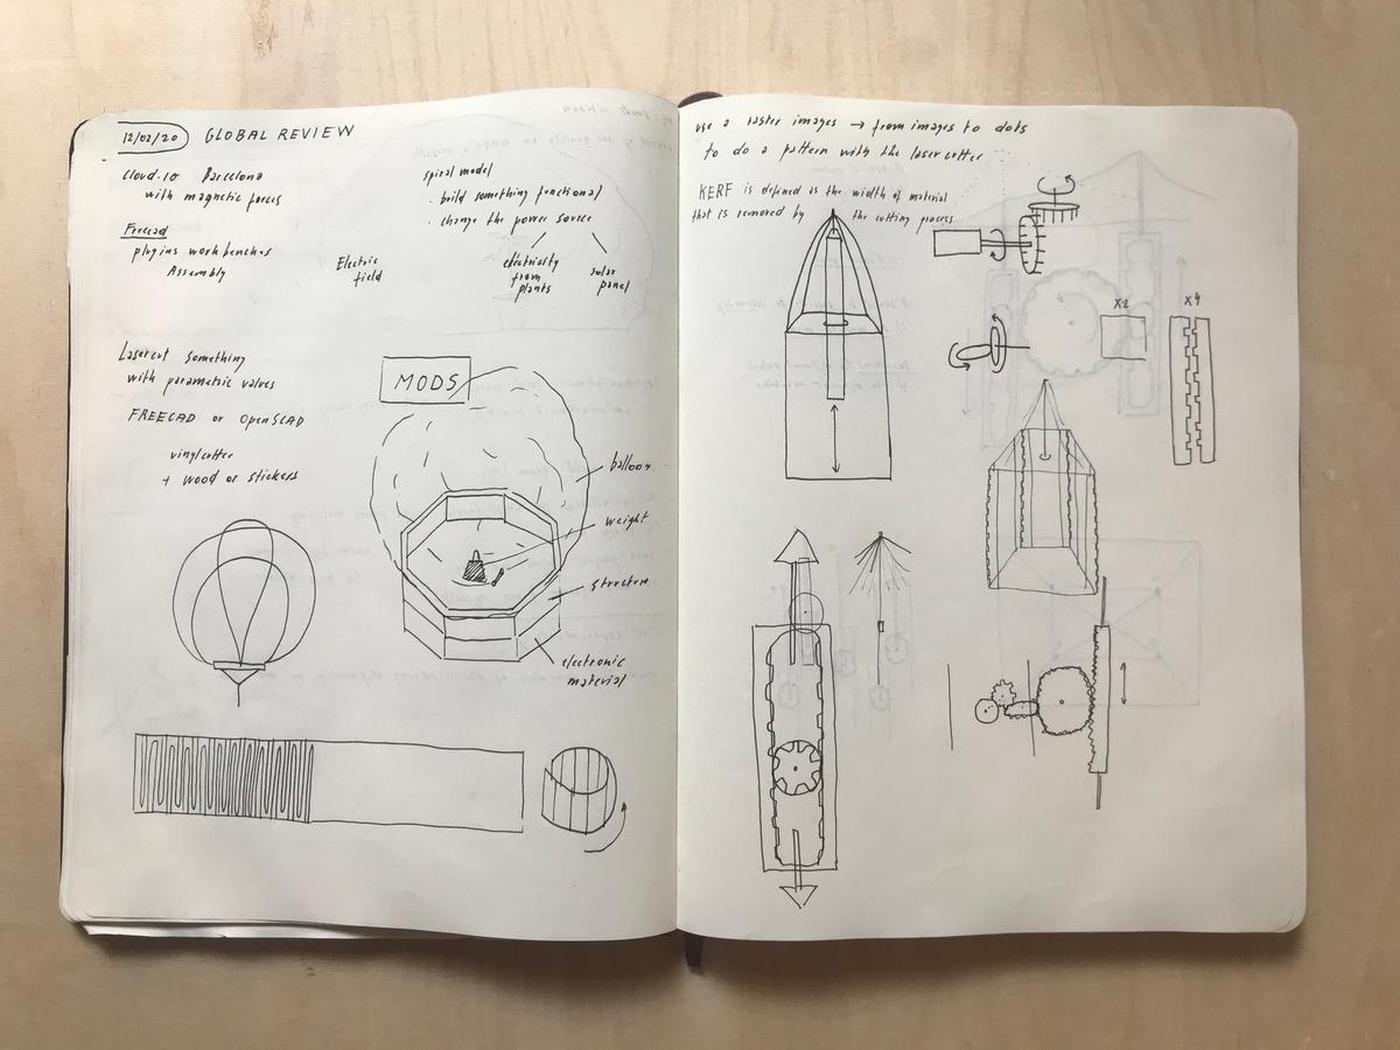 12/02/20 GLOBAL REVIEW
Cloud.io Barcelona
with magnetic forces
Freecad
plugins workbenches
Assembly
spiral model
. build something functional
. change the power source
electricity
from
plants
solar
panel
Electric
field
Lasercut something
with parametric values
FREECAD or OpenSCAD
vinylcutter
+ wood or stickers
MODS
balloon
weight
structure
electronic
material
use a raster images → from images to dots
to do a pattern with the laser cutter
KERF is defined as the width of material
that is removed by the cutting process
x2
x4